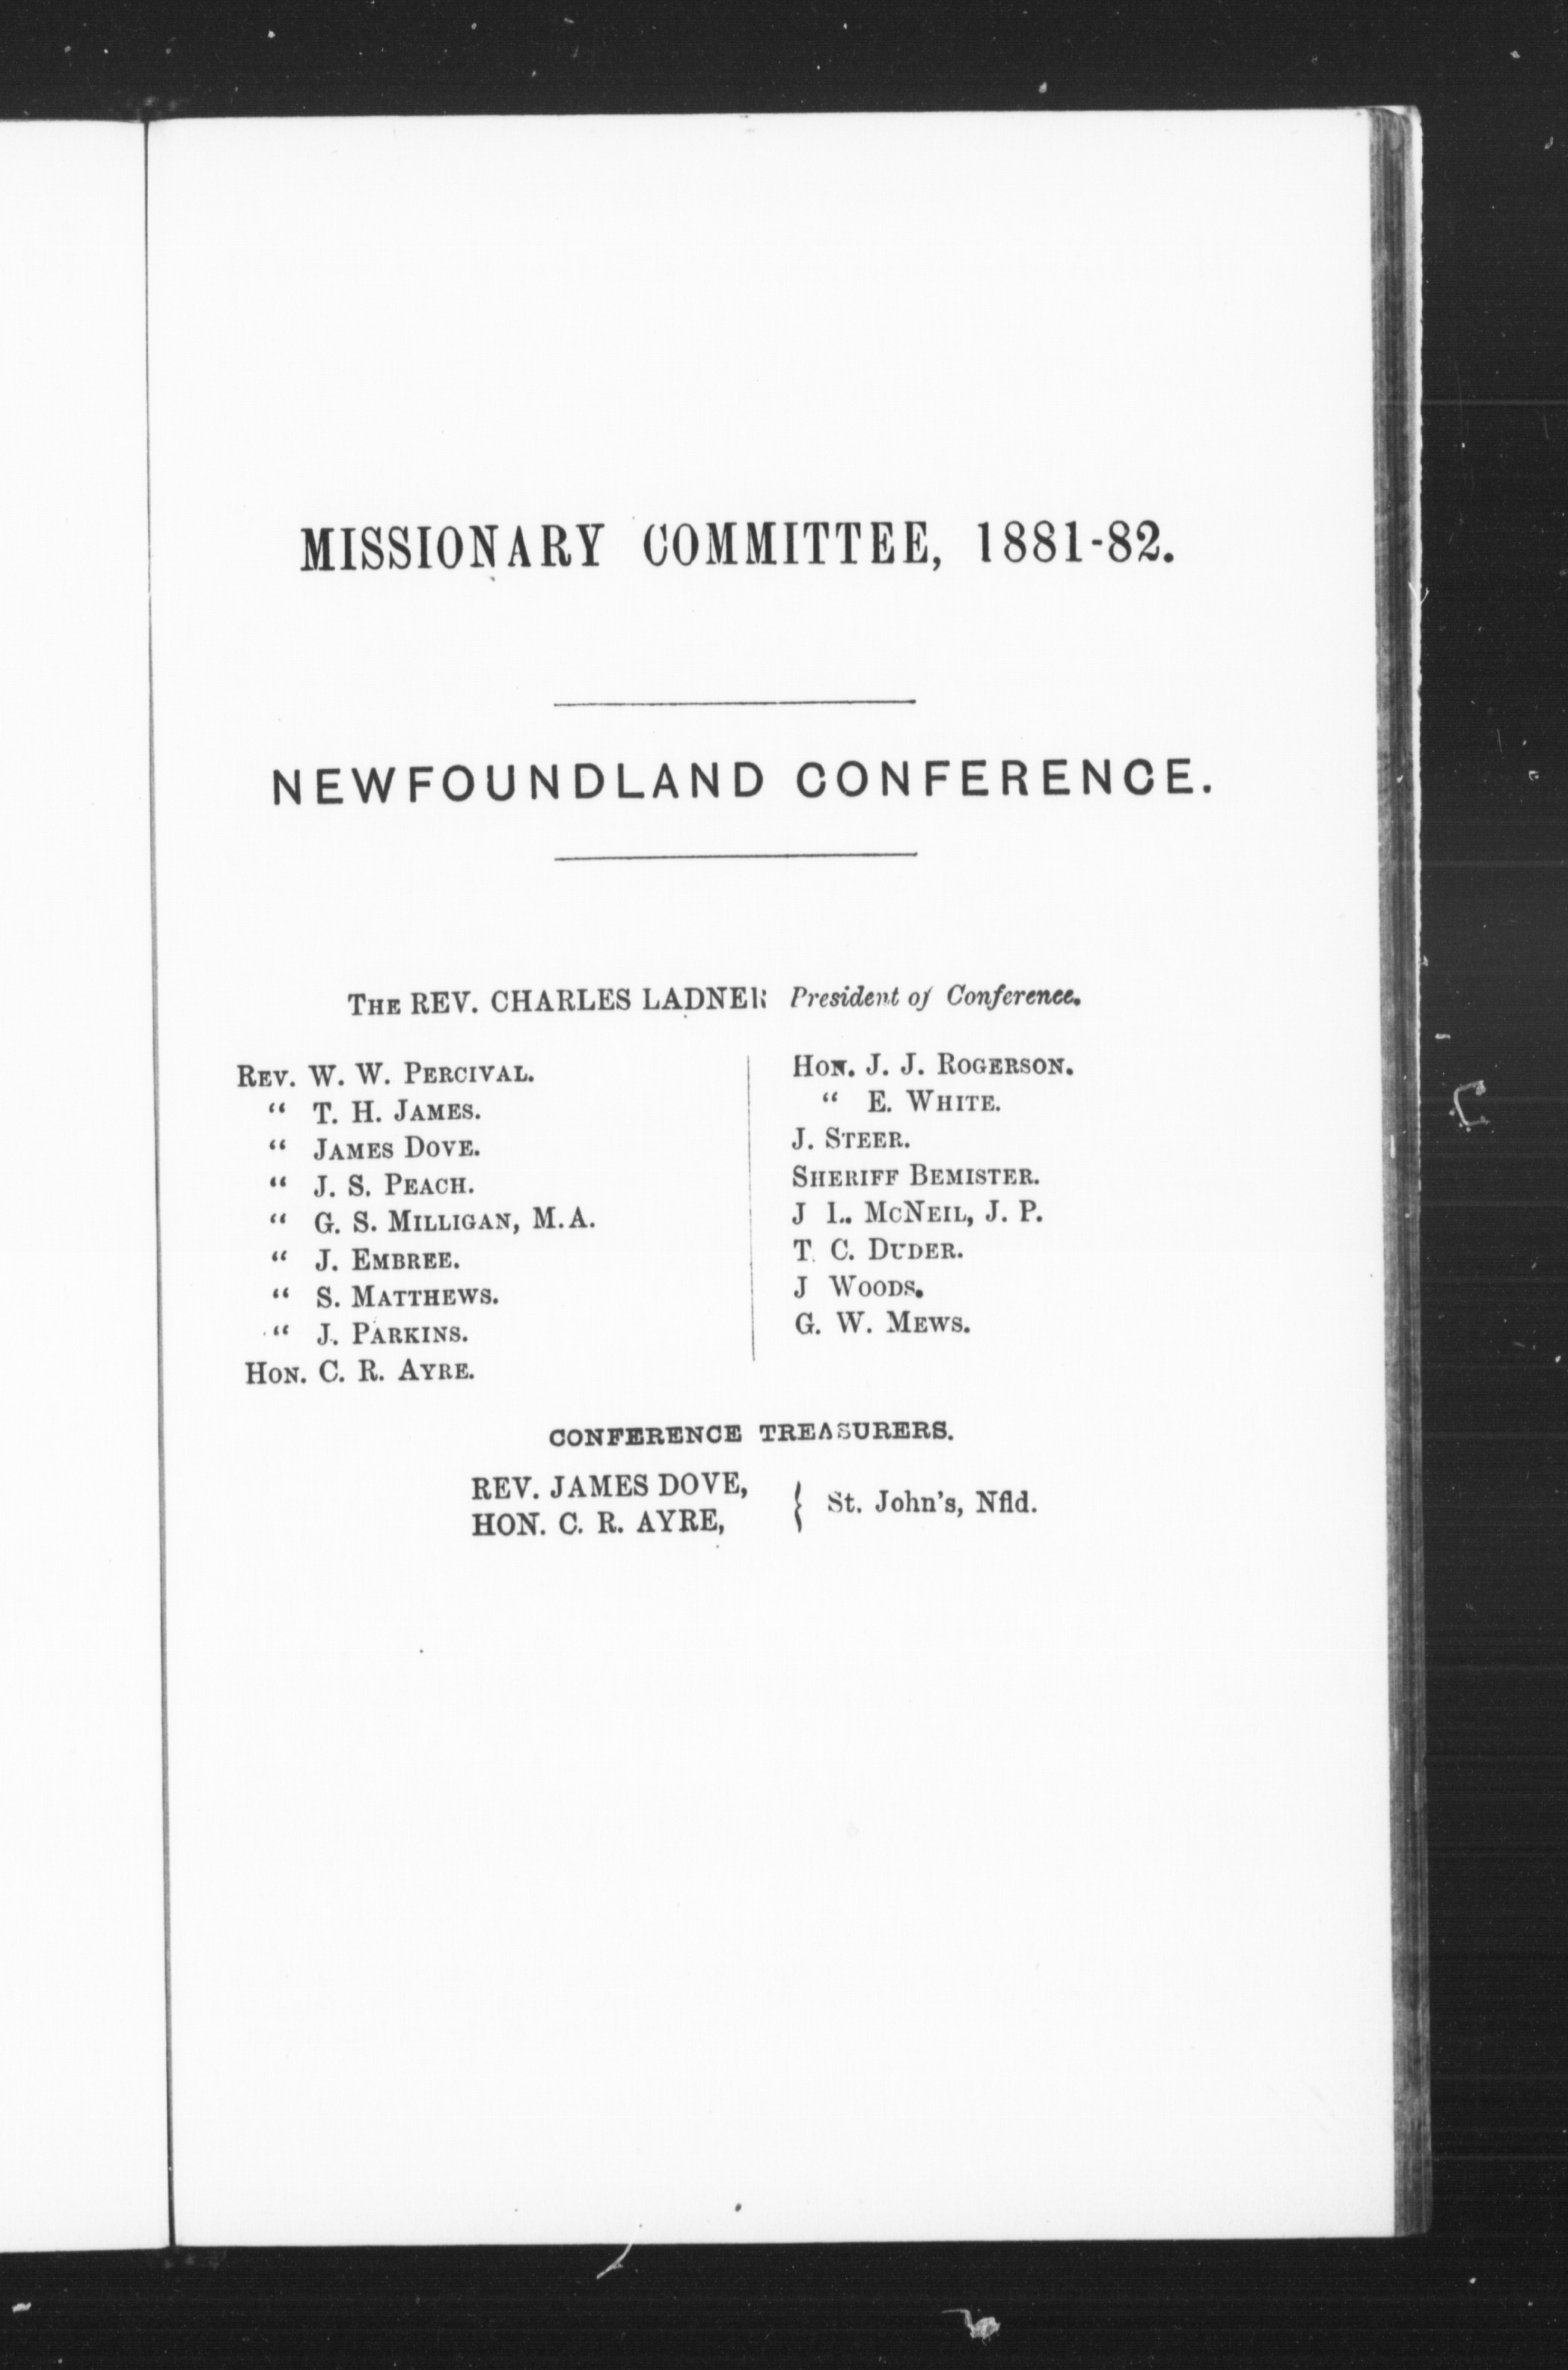 MISSIONARY COMMITTEE, 1881-82.
NEWFOUNDLAND CONFERENCE.
THE REV. CHARLES LADNER President of Conference.
REV. W. W. PERCIVAL.
“ T. H. JAMES.
“ JAMES DOVE.
“ J. S. PEACH.
“ G. S. MILLIGAN, M.A.
“ J. EMBREE.
“ S. MATTHEWS.
“ J. PARKINS.
HON. C. R. AYRE.
HON. J. J. ROGERSON.
“ E. WHITE.
J. STEER.
SHERIFF BEMISTER.
J L. MCNEIL, J. P.
T. C. DUDER.
J WOODS.
G. W. MEWS.
CONFERENCE TREASURERS.
REV. JAMES DOVE,
HON. C. R. AYRE,
} St. John's, Nfld.